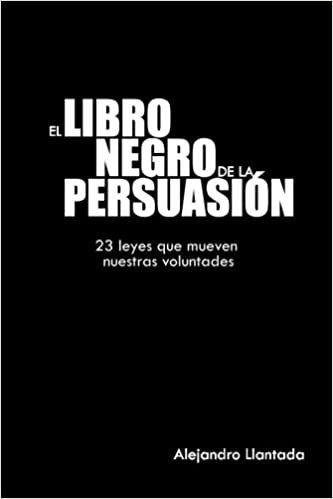 EL LIBRO
NEGRO DE LA
PERSUASIÓN
23 leyes que mueven
nuestras voluntades
Alejandro Llantada